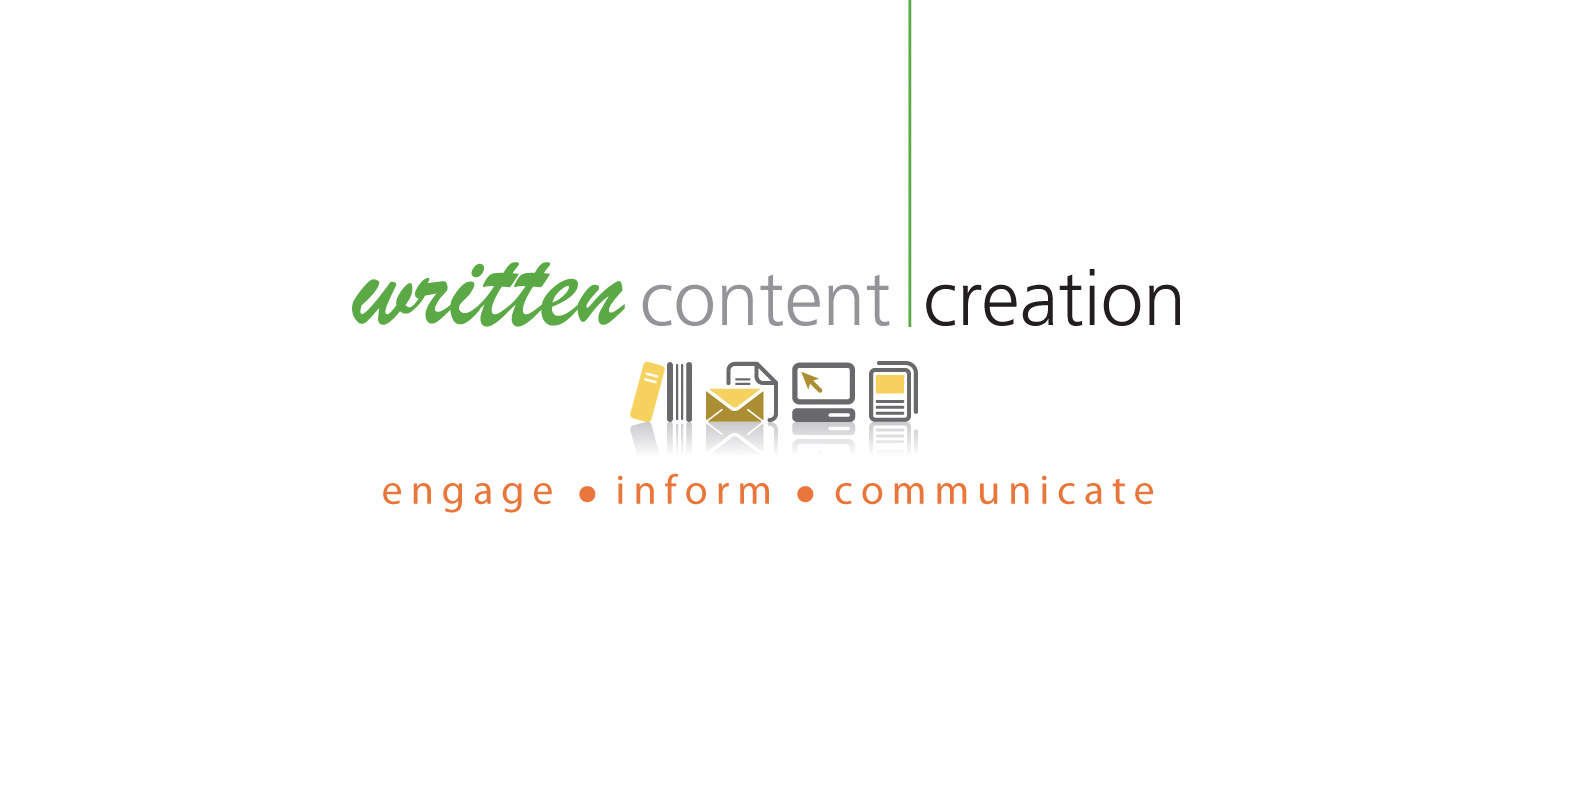 written content creation
engage • inform • communicate